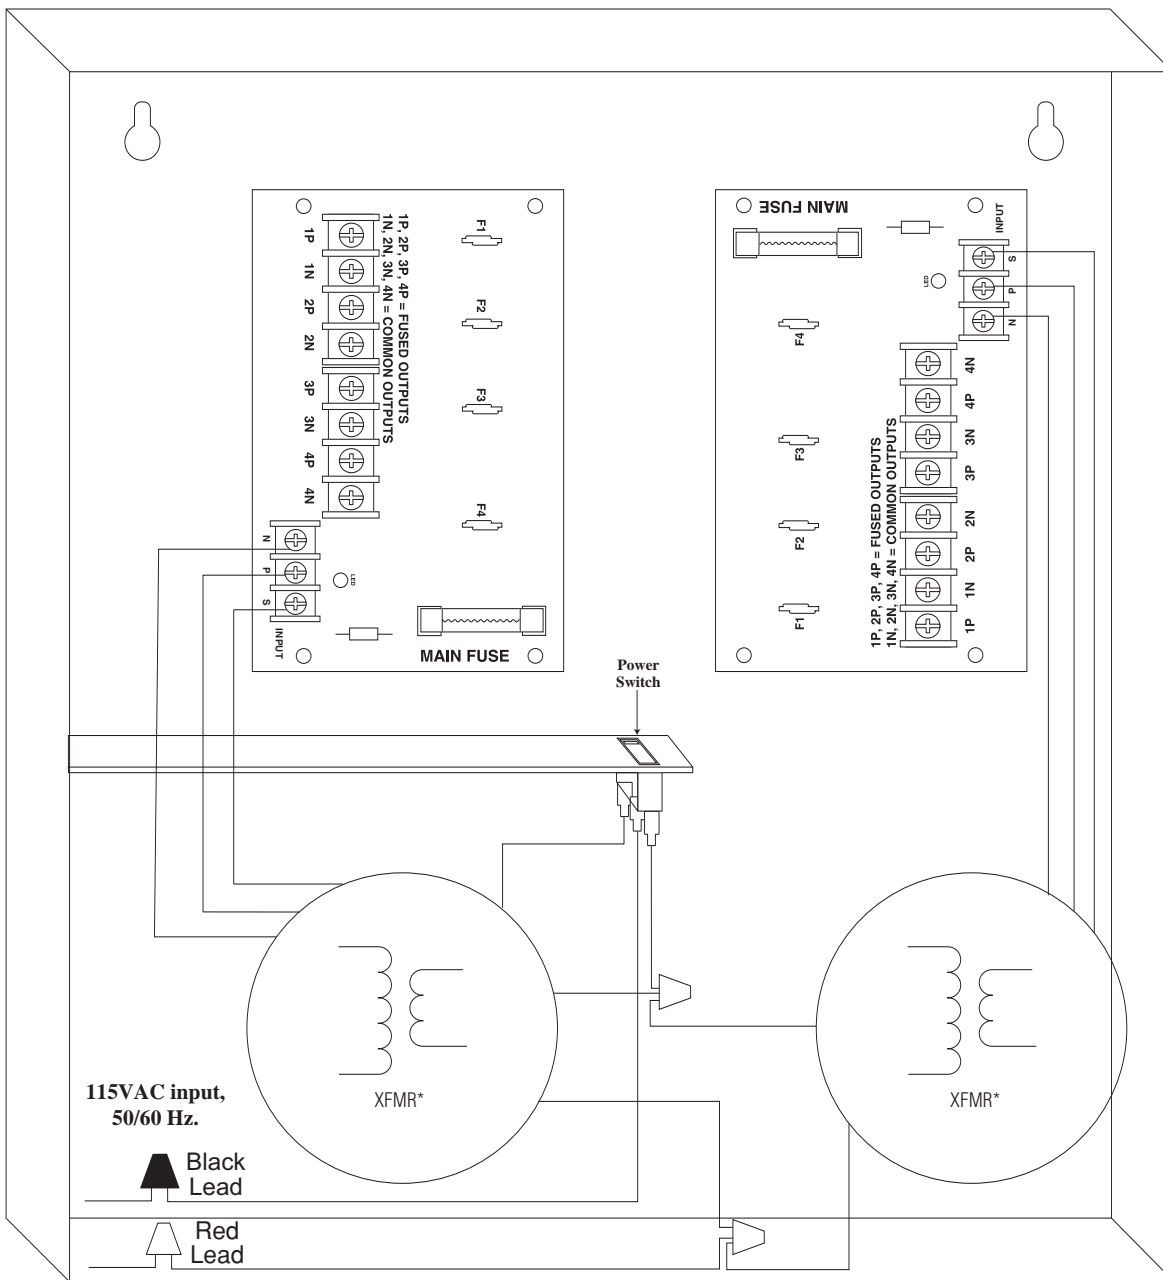 1P
1N
2P
2N
3P
3N
4P
4N
1P, 2P, 3P, 4P = FUSED OUTPUTS
1N, 2N, 3N, 4N = COMMON OUTPUTS
F1
F2
F3
F4
N
P
S
LED
INPUT
MAIN FUSE
MAIN FUSE
INPUT
S
P
N
LED
F4
F3
F2
F1
4N
4P
3N
3P
2N
2P
1N
1P
1P, 2P, 3P, 4P = FUSED OUTPUTS
1N, 2N, 3N, 4N = COMMON OUTPUTS
Power
Switch
XFMR*
XFMR*
115VAC input,
50/60 Hz.
Black
Lead
Red
Lead